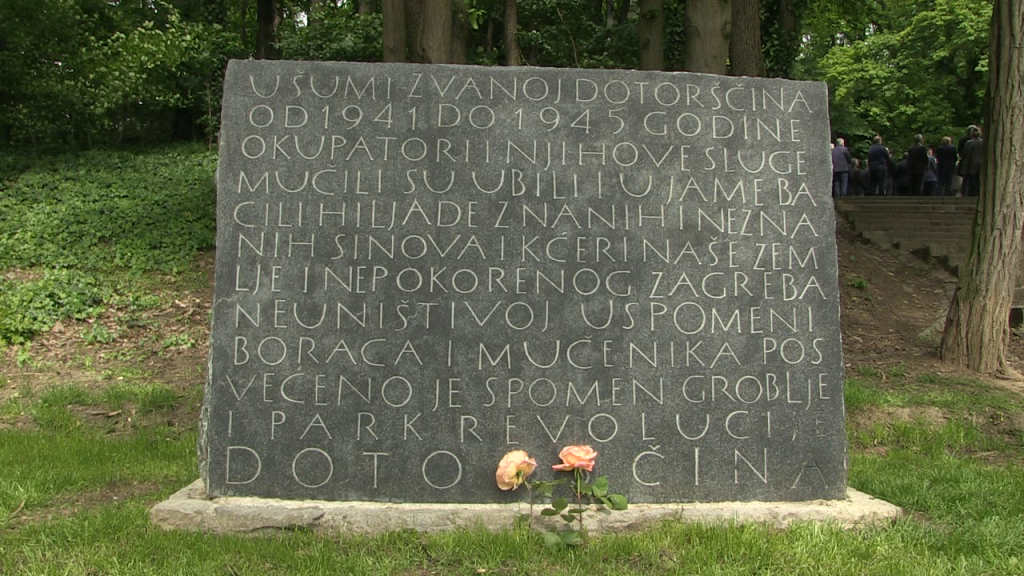 U ŠUMI ZVANOJ DOTORŠČINA
OD 1941 DO 1945 GODINE
OKUPATORI I NJIHOVE SLUGE
MUČILI SU UBILI I U JAME BA
CILI HILJADE ZNANIH I NEZNA
NIH SINOVA I KĆERI NAŠE ZEM
LJE I NEPOKORENOG ZAGREBA
NEUNIŠTIVOJ USPOMENI
BORACA I MUČENIKA POS
VEĆENO JE SPOMEN GROBLJE
I PARK REVOLUCIJE
DOTO ČINA